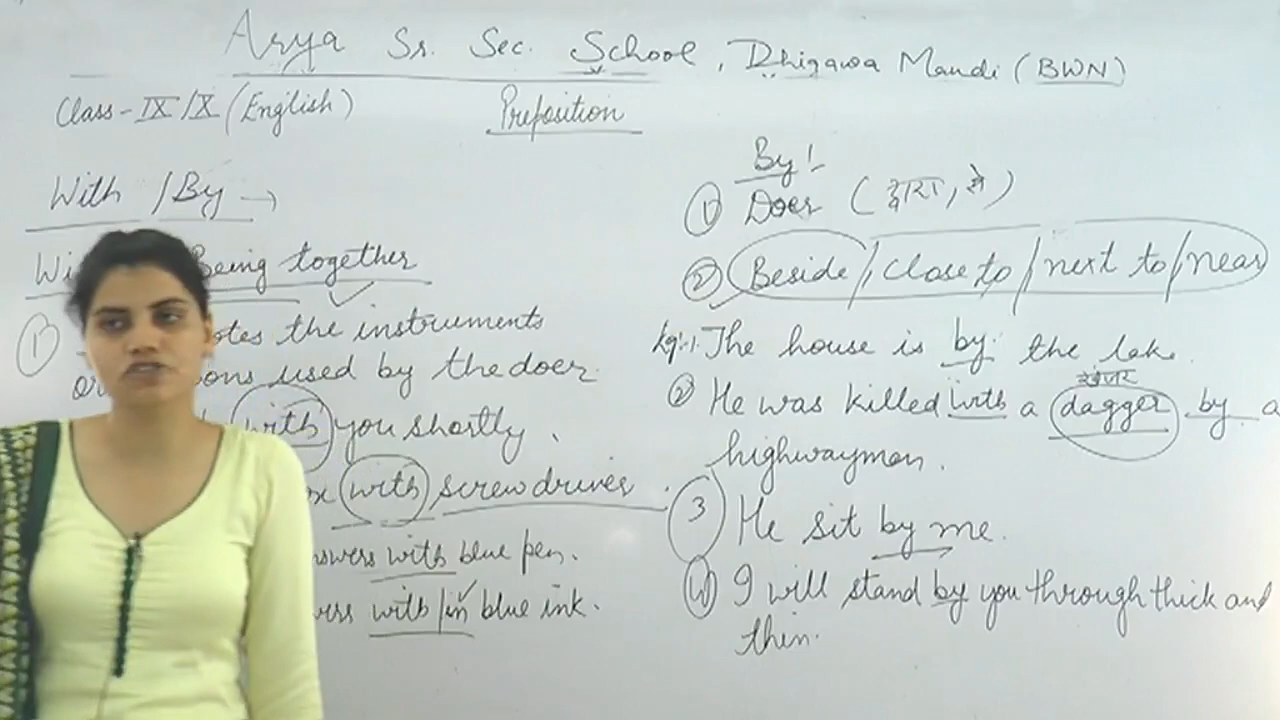 Arya Sr. Sec. School, Dhigawa Mandi (BWN)
Class - IX/X (English)
Preposition
With /By →
Being together
① otes the instruments
ons used by the doer.
with you shortly.
ox with screwdriver.
nswers with blue pen.
ers with/in blue ink.
By :-
① Doer (द्वारा, से)
② Beside/close to/next to/near
Eg:-1. The house is by the lake.
खंजर
② He was killed with a dagger by a
highwayman.
3 He sit by me.
④ I will stand by you through thick and
thin.